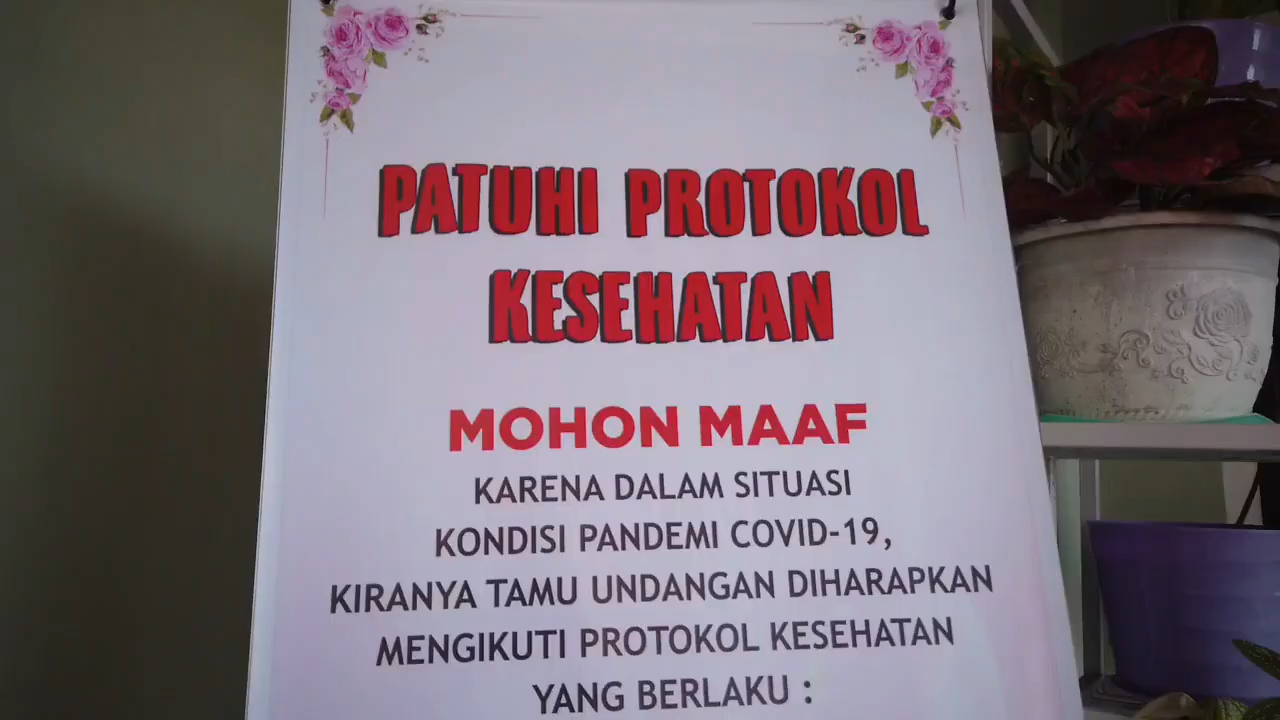 PATUHI PROTOKOL
KESEHATAN
MOHON MAAF
KARENA DALAM SITUASI
KONDISI PANDEMI COVID-19,
KIRANYA TAMU UNDANGAN DIHARAPKAN
MENGIKUTI PROTOKOL KESEHATAN
YANG BERLAKU :